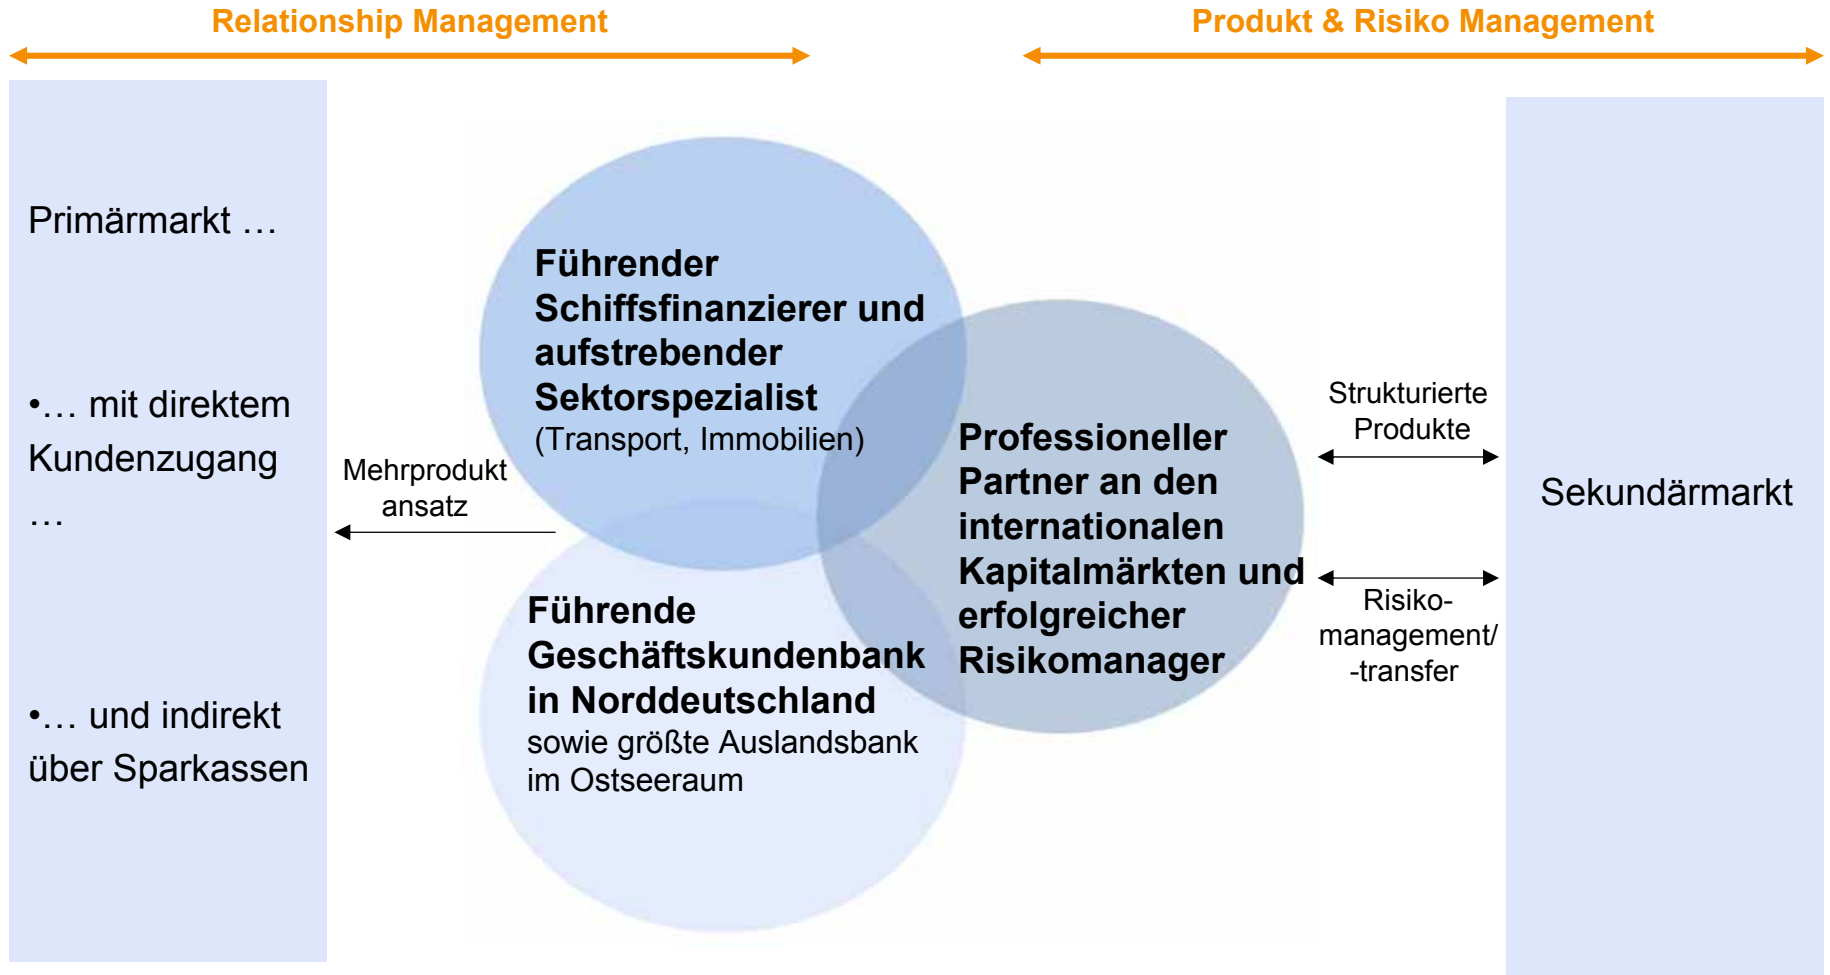 Relationship Management
Produkt & Risiko Management
Primärmarkt …
•… mit direktem
Kundenzugang
…
•… und indirekt
über Sparkassen
Mehrprodukt
ansatz
Führender
Schiffsfinanzierer und
aufstrebender
Sektorspezialist
(Transport, Immobilien)
Führende
Geschäftskundenbank
in Norddeutschland
sowie größte Auslandsbank
im Ostseeraum
Professioneller
Partner an den
internationalen
Kapitalmärkten und
erfolgreicher
Risikomanager
Strukturierte
Produkte
Risiko-
management/
-transfer
Sekundärmarkt